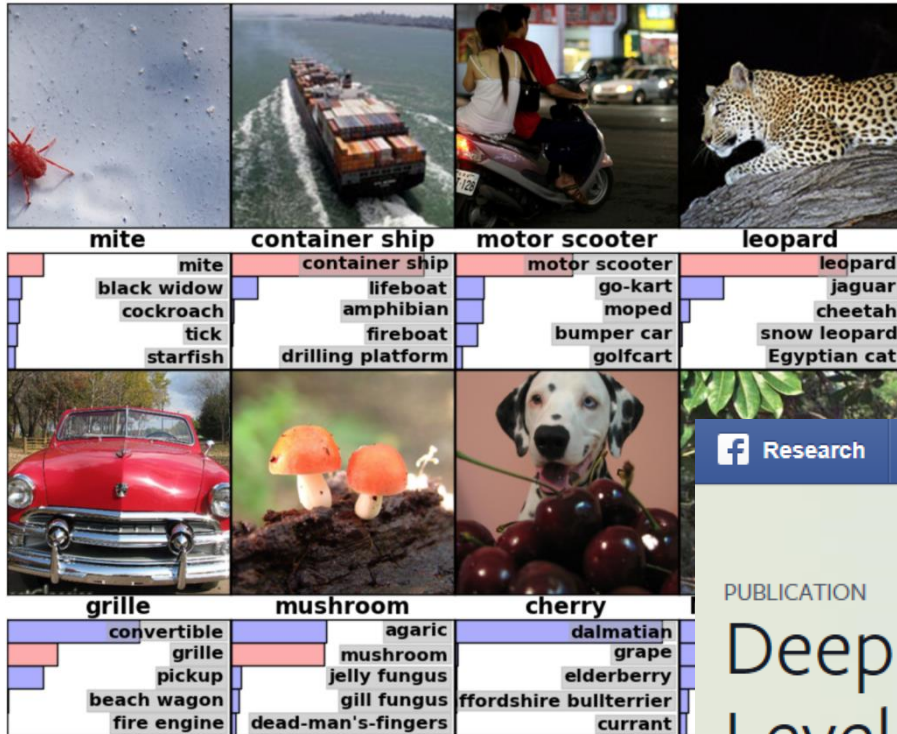 mite
container ship
motor scooter
leopard
mite
black widow
cockroach
tick
starfish
container ship
lifeboat
amphibian
fireboat
drilling platform
motor scooter
go-kart
moped
bumper car
golfcart
leopard
jaguar
cheetah
snow leopard
Egyptian cat
grille
mushroom
cherry
convertible
grille
pickup
beach wagon
fire engine
agaric
mushroom
jelly fungus
gill fungus
dead-man's-fingers
dalmatian
grape
elderberry
ffordshire bullterrier
currant
f Research
PUBLICATION
Deep
Level